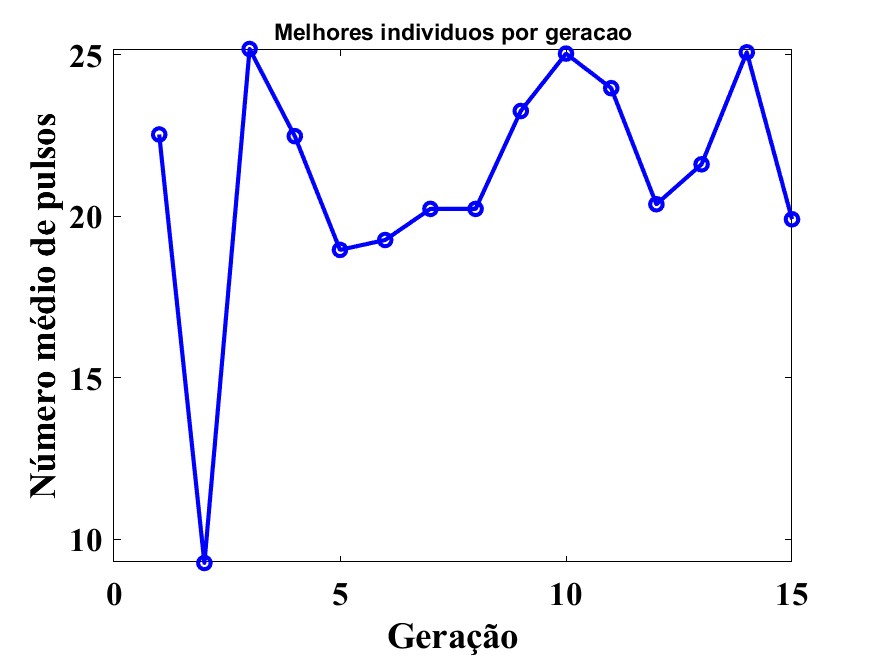 Melhores individuos por geracao
25
20
15
10
Número médio de pulsos
0 5 10 15
Geração